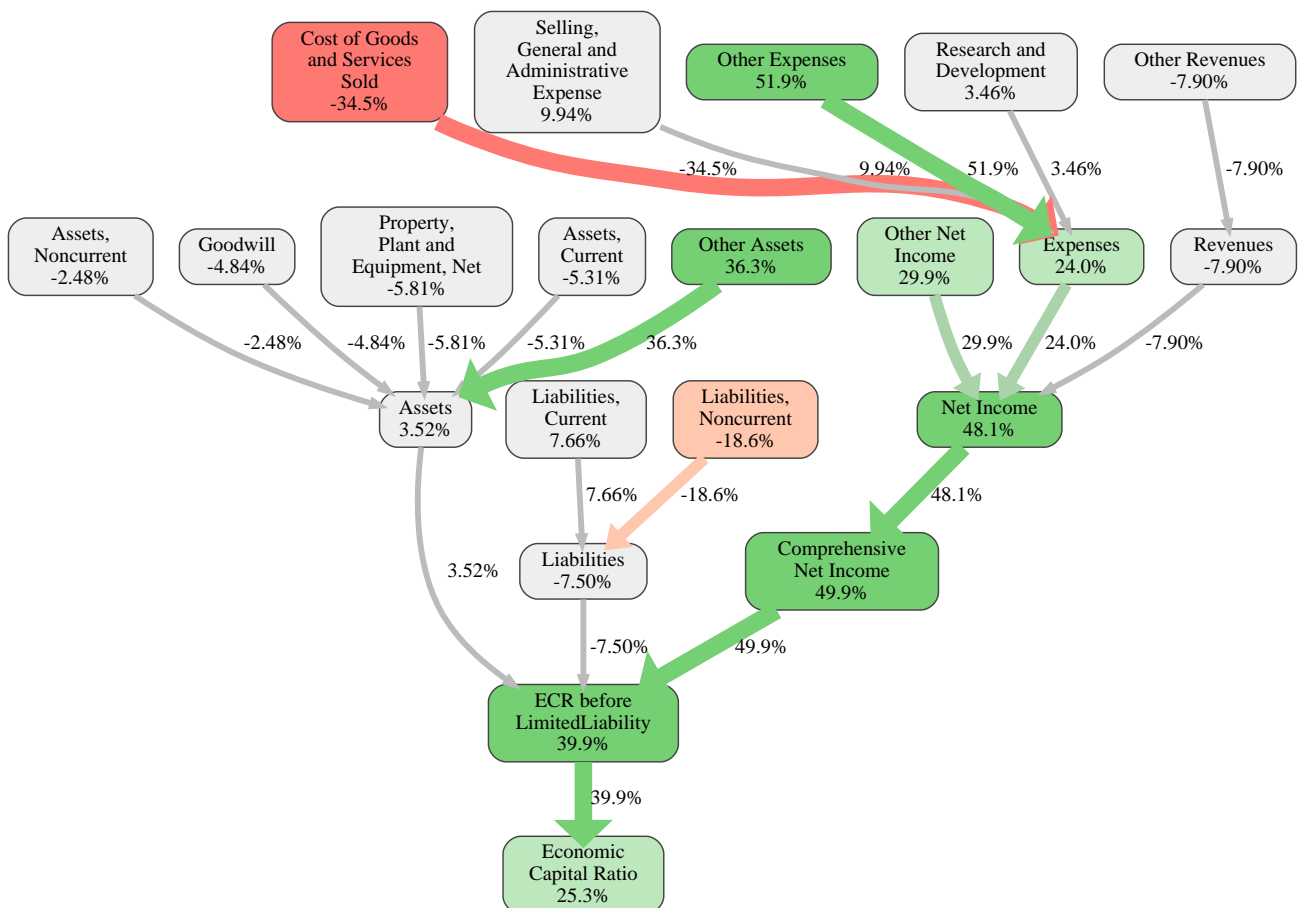 Cost of Goods
and Services
Sold
-34.5%
Selling,
General and
Administrative
Expense
9.94%
Other Expenses
51.9%
Research and
Development
3.46%
Other Revenues
-7.90%
-34.5%
9.94%
51.9%
3.46%
-7.90%
Assets,
Noncurrent
-2.48%
Goodwill
-4.84%
Property,
Plant and
Equipment, Net
-5.81%
Assets,
Current
-5.31%
Other Assets
36.3%
Other Net
Income
29.9%
Expenses
24.0%
Revenues
-7.90%
-2.48%
-4.84%
-5.81%
-5.31%
36.3%
29.9%
24.0%
-7.90%
Assets
3.52%
Liabilities,
Current
7.66%
Liabilities,
Noncurrent
-18.6%
Net Income
48.1%
7.66%
-18.6%
48.1%
3.52%
Liabilities
-7.50%
Comprehensive
Net Income
49.9%
-7.50%
49.9%
ECR before
LimitedLiability
39.9%
39.9%
Economic
Capital Ratio
25.3%